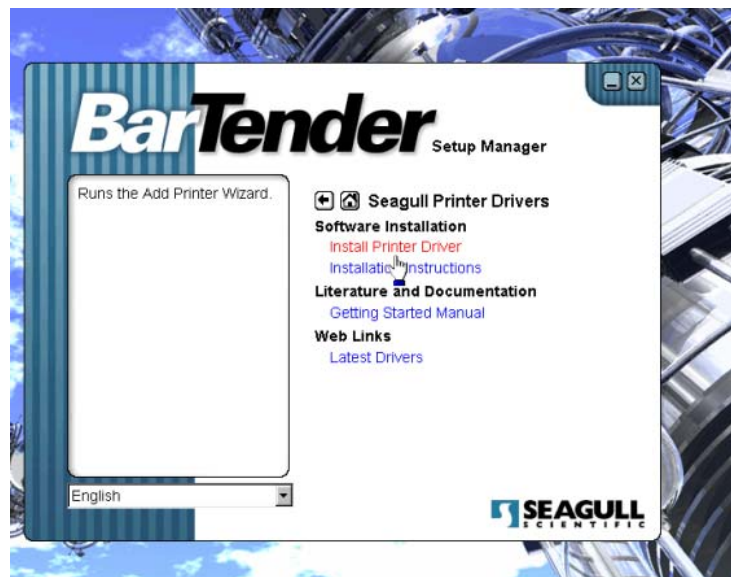 BarTender Setup Manager
Runs the Add Printer Wizard.
Seagull Printer Drivers
Software Installation
Install Printer Driver
Installation Instructions
Literature and Documentation
Getting Started Manual
Web Links
Latest Drivers
English
SEAGULL
SCIENTIFIC